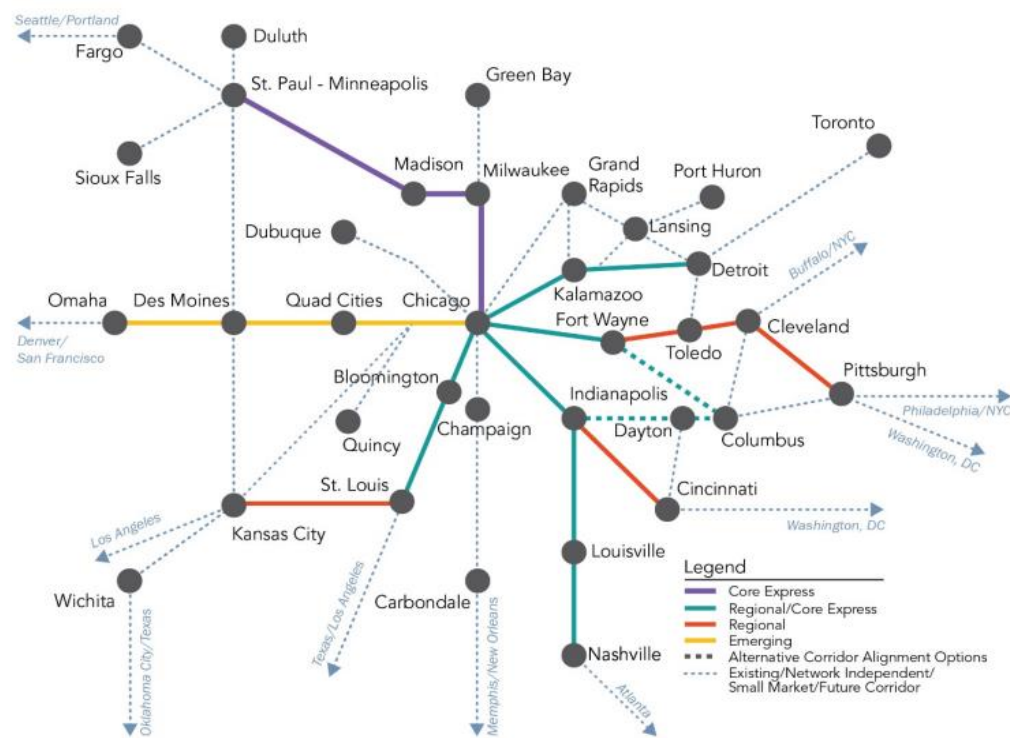 Seattle/Portland
Fargo
Duluth
St. Paul - Minneapolis
Green Bay
Toronto
Sioux Falls
Madison
Milwaukee
Grand
Rapids
Port Huron
Dubuque
Lansing
Detroit
Buffalo/NYC
Omaha
Des Moines
Quad Cities
Chicago
Kalamazoo
Fort Wayne
Toledo
Cleveland
Denver/
San Francisco
Bloomington
Indianapolis
Pittsburgh
Philadelphia/NYC
Washington, DC
Quincy
Champaign
Dayton
Columbus
St. Louis
Kansas City
Cincinnati
Washington, DC
Los Angeles
Louisville
Wichita
Carbondale
Nashville
Oklahoma City/Texas
Texas/Los Angeles
Memphis/New Orleans
Atlanta
Legend
Core Express
Regional/Core Express
Regional
Emerging
Alternative Corridor Alignment Options
Existing/Network Independent/
Small Market/Future Corridor